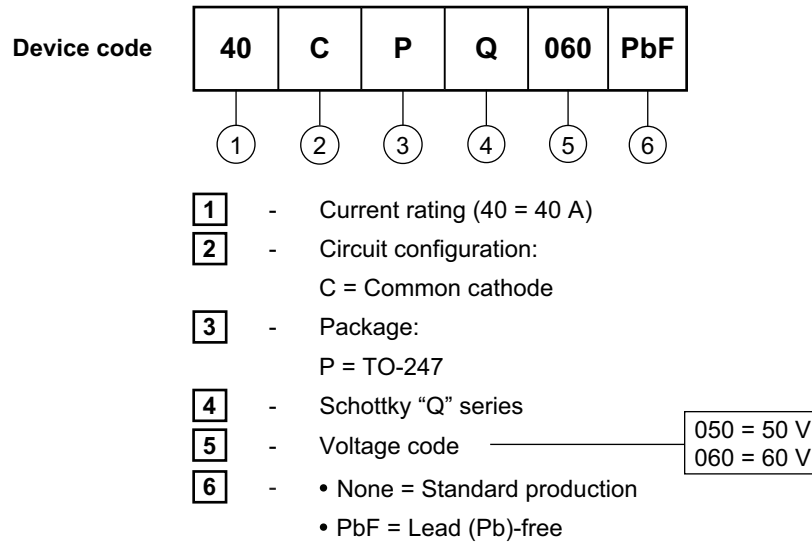 Device code 40 C P Q 060 PbF
1 2 3 4 5 6
1 - Current rating (40 = 40 A)
2 - Circuit configuration:
C = Common cathode
3 - Package:
P = TO-247
4 - Schottky “Q” series
5 - Voltage code
050 = 50 V
060 = 60 V
6 - • None = Standard production
• PbF = Lead (Pb)-free